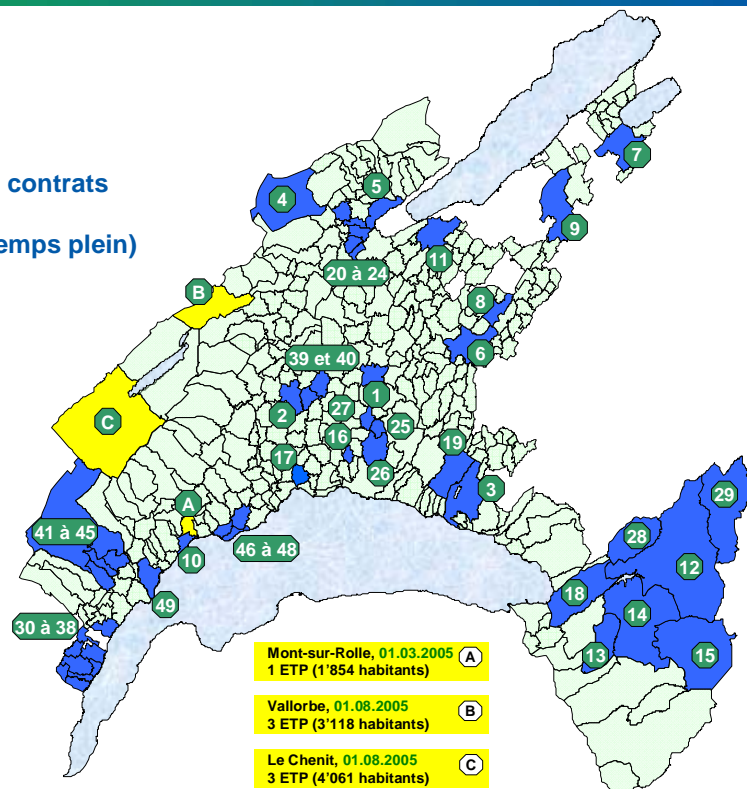 contrats
emps plein)
4
5
7
9
11
20 à 24
B
8
6
39 et 40
1
2
27
25
C
16
19
17
26
3
A
29
41 à 45
28
10
46 à 48
12
18
49
14
30 à 38
13
15
Mont-sur-Rolle, 01.03.2005 A
1 ETP (1'854 habitants)
Vallorbe, 01.08.2005 B
3 ETP (3'118 habitants)
Le Chenit, 01.08.2005 C
3 ETP (4'061 habitants)